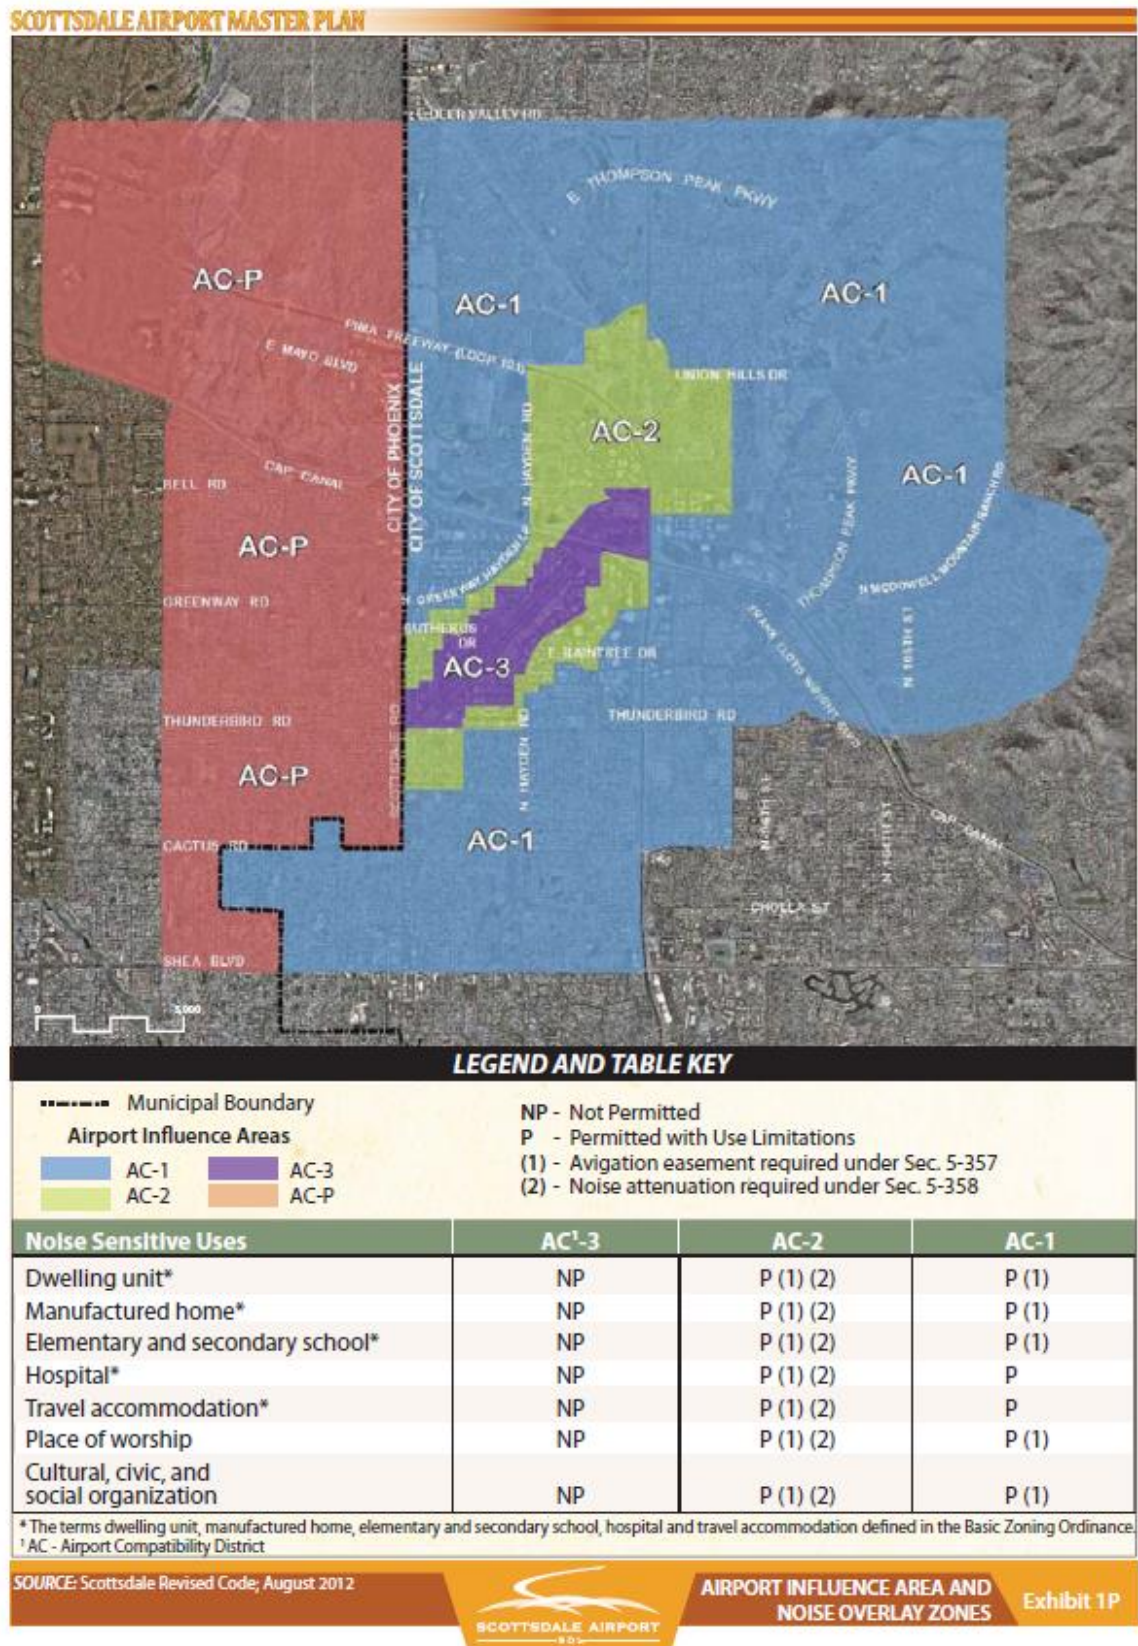 SCOTTSDALE AIRPORT MASTER PLAN
E DEER VALLEY RD
E THOMPSON PEAK PKWY
AC-P
AC-1
AC-1
PIMA FREEWAY (LOOP 101)
E MAYO BLVD
UNION HILLS DR
CITY OF PHOENIX
CITY OF SCOTTSDALE
N HAYDEN RD
AC-2
CAP CANAL
BELL RD
AC-1
THOMPSON PEAK PKWY
N MCDOWELL MOUNTAIN RANCH RD
AC-P
GREENWAY HAYDEN LP
GREENWAY RD
SUTHERUS
DR
AC-3
E RAINTREE DR
FRANK LLOYD WRIGHT BLVD
N 105TH ST
THUNDERBIRD RD
SCOTTSDALE RD
N HAYDEN RD
THUNDERBIRD RD
AC-P
AC-1
CACTUS RD
CAP CANAL
CHOLLA ST
SHEA BLVD
0
LEGEND AND TABLE KEY
Municipal Boundary
Airport Influence Areas
AC-1
AC-3
AC-2
AC-P
NP - Not Permitted
P - Permitted with Use Limitations
(1) - Avigation easement required under Sec. 5-357
(2) - Noise attenuation required under Sec. 5-358
Noise Sensitive Uses AC¹-3 AC-2 AC-1
Dwelling unit* NP P (1) (2) P (1)
Manufactured home* NP P (1) (2) P (1)
Elementary and secondary school* NP P (1) (2) P (1)
Hospital* NP P (1) (2) P
Travel accommodation* NP P (1) (2) P
Place of worship NP P (1) (2) P (1)
Cultural, civic, and
social organization NP P (1) (2) P (1)
* The terms dwelling unit, manufactured home, elementary and secondary school, hospital and travel accommodation defined in the Basic Zoning Ordinance.
¹ AC - Airport Compatibility District
SOURCE: Scottsdale Revised Code; August 2012
SCOTTSDALE AIRPORT
AIRPORT INFLUENCE AREA AND
NOISE OVERLAY ZONES
Exhibit 1P